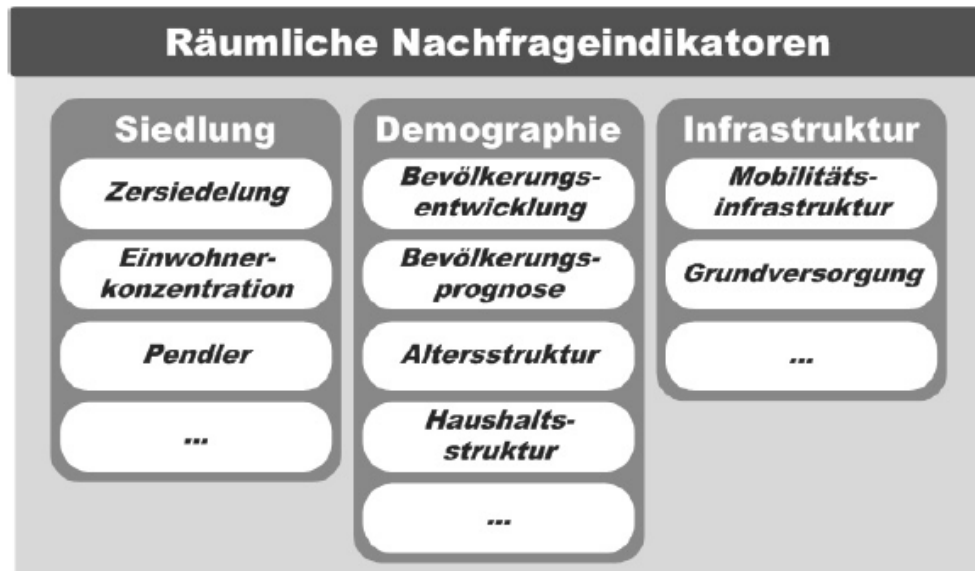 Räumliche Nachfrageindikatoren
Siedlung
Zersiedelung
Einwohner-
konzentration
Pendler
...
Demographie
Bevölkerungs-
entwicklung
Bevölkerungs-
prognose
Altersstruktur
Haushalts-
struktur
...
Infrastruktur
Mobilitäts-
infrastruktur
Grundversorgung
...